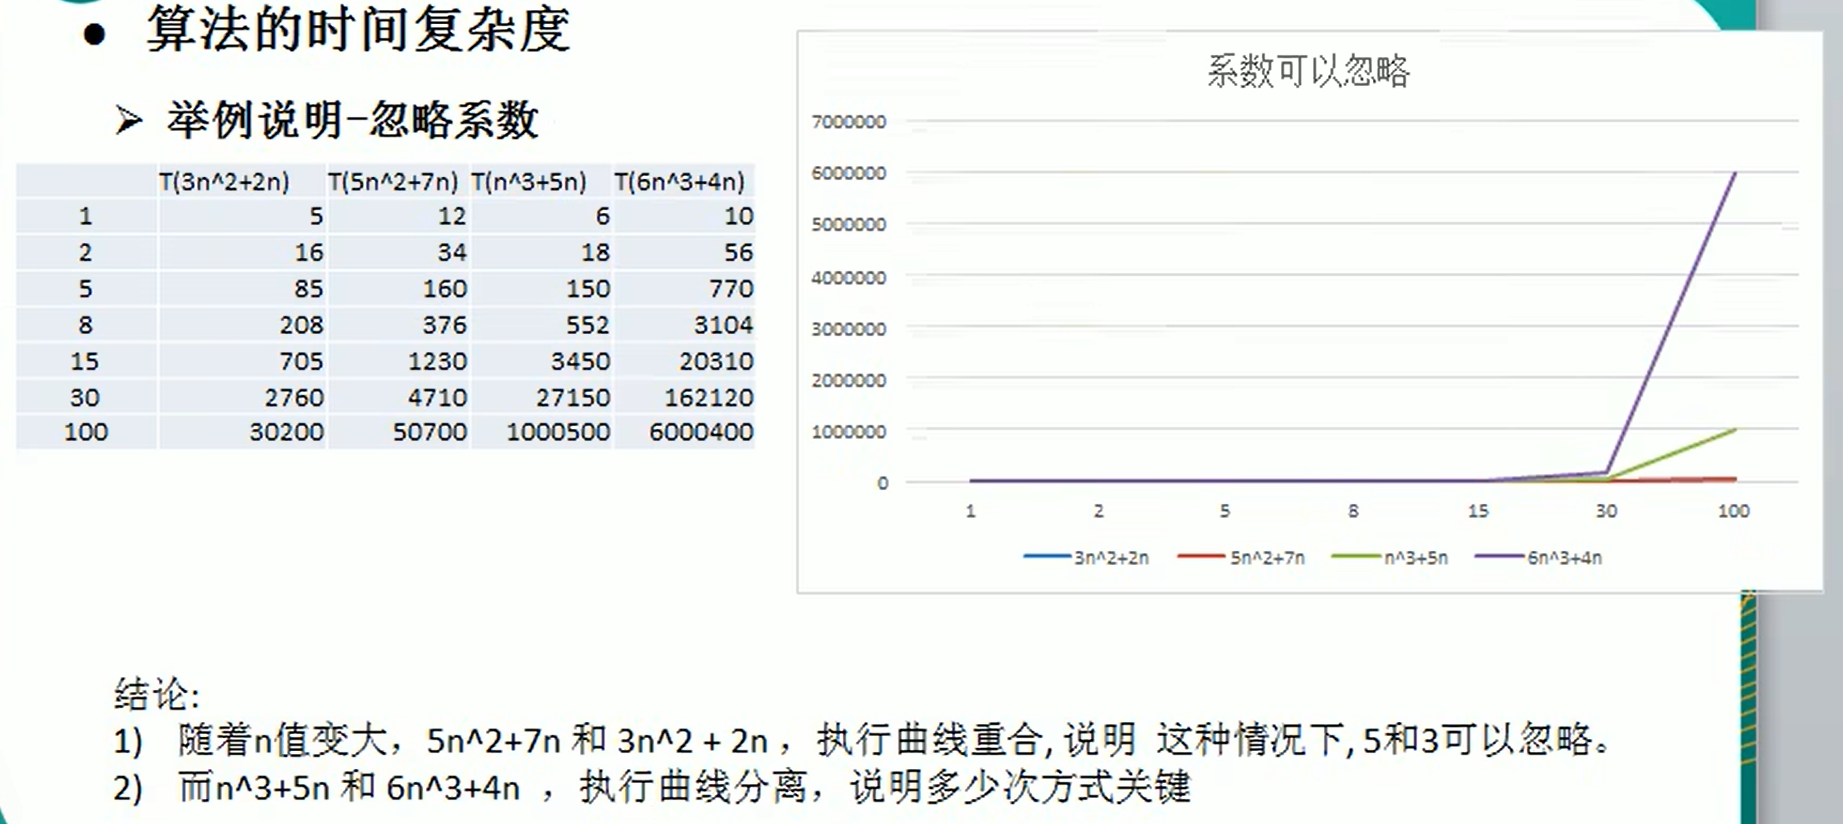 ● 算法的时间复杂度
➢ 举例说明-忽略系数
T(3n^2+2n) T(5n^2+7n) T(n^3+5n) T(6n^3+4n)
1 5 12 6 10
2 16 34 18 56
5 85 160 150 770
8 208 376 552 3104
15 705 1230 3450 20310
30 2760 4710 27150 162120
100 30200 50700 1000500 6000400
系数可以忽略
7000000
6000000
5000000
4000000
3000000
2000000
1000000
0
1 2 5 8 15 30 100
3n^2+2n 5n^2+7n n^3+5n 6n^3+4n
结论:
1) 随着n值变大，5n^2+7n 和 3n^2 + 2n ，执行曲线重合, 说明 这种情况下, 5和3可以忽略。
2) 而n^3+5n 和 6n^3+4n ，执行曲线分离，说明多少次方式关键